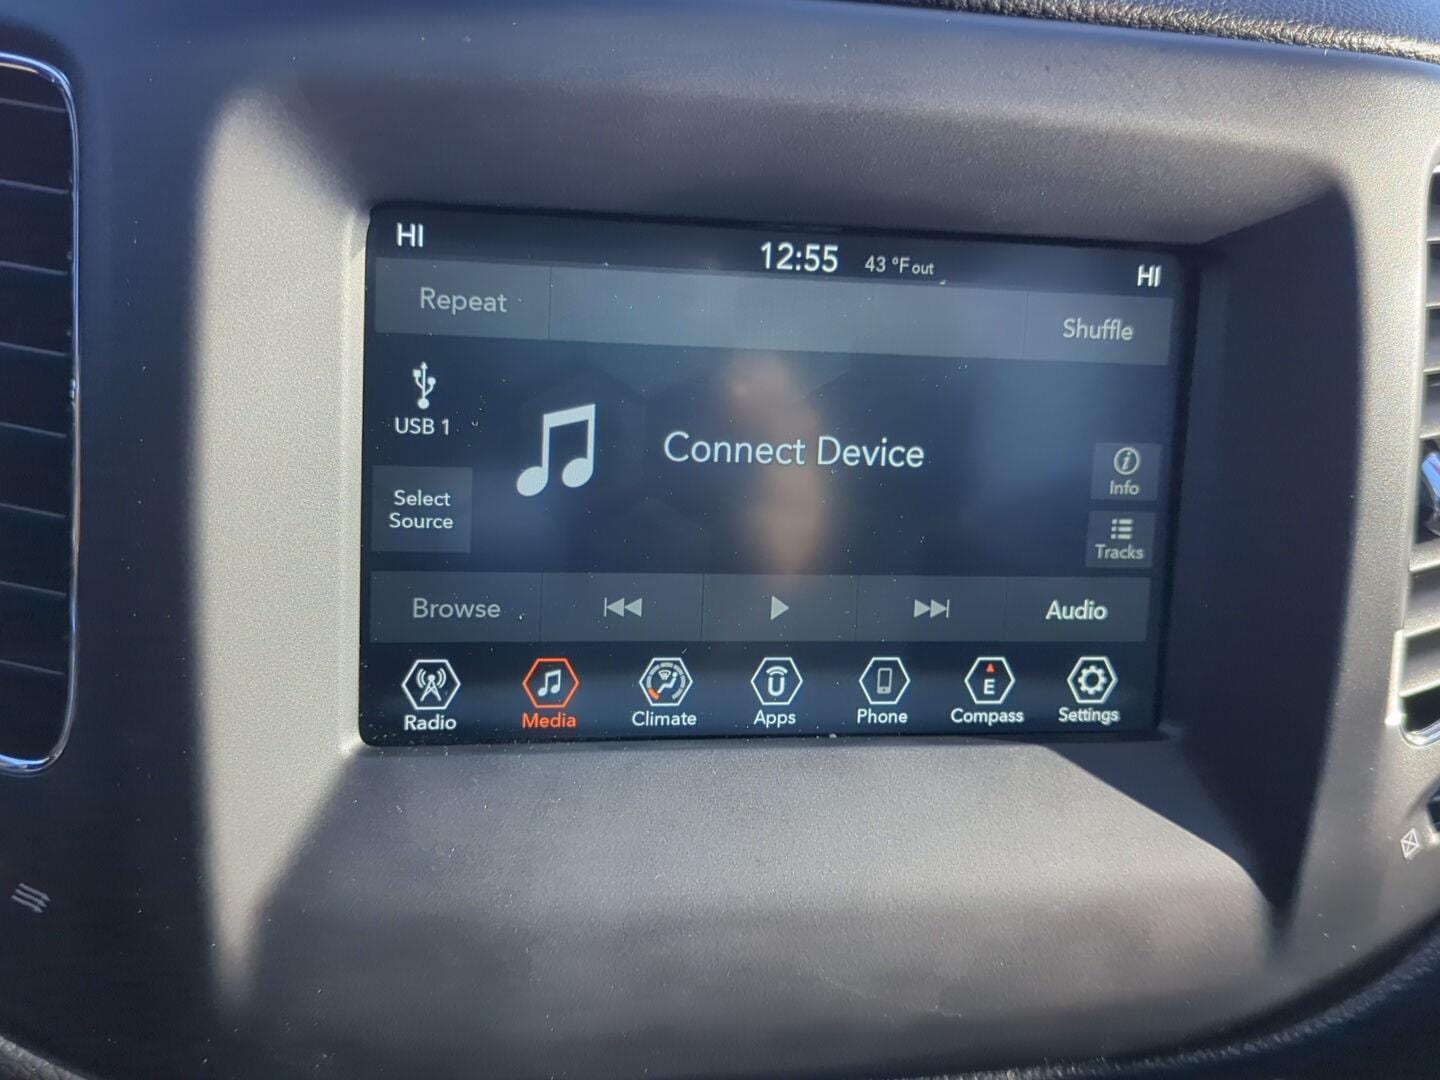 HI
12:55 43 °F out
HI
Repeat
Shuffle
USB 1
Connect Device
Info
Select
Source
Tracks
Browse
Audio
E
Radio
Media
Climate
Apps
Phone
Compass
Settings